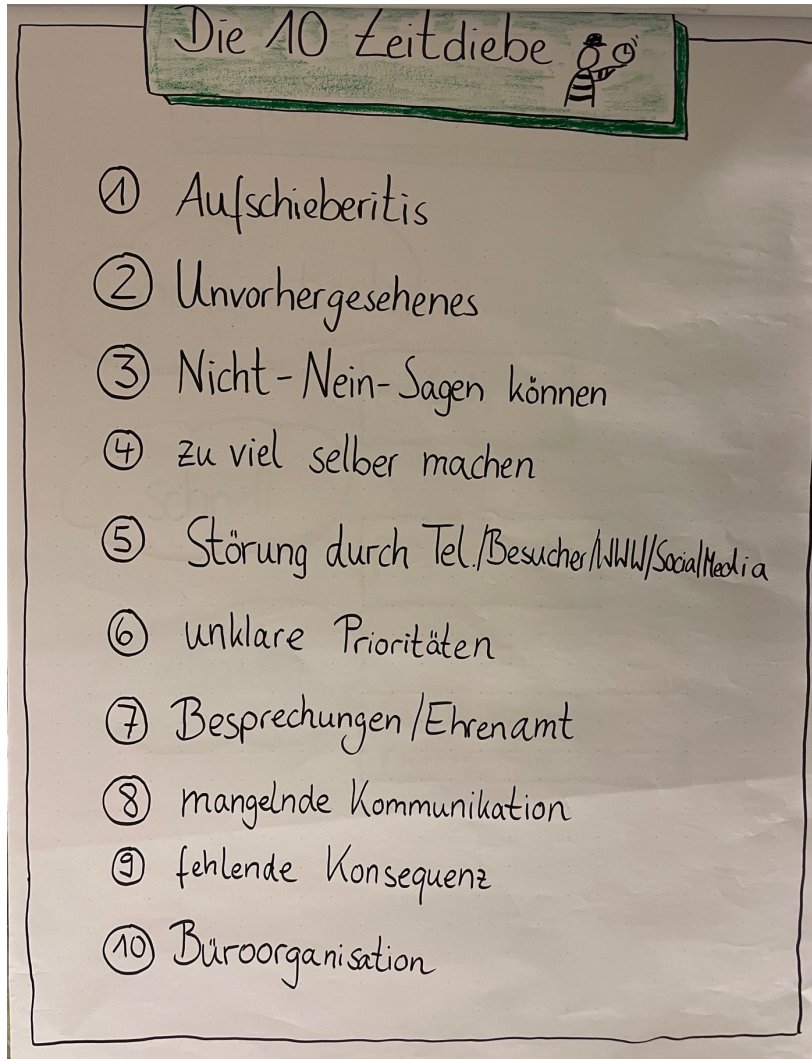 Die 10 Zeitdiebe
1 Aufschieberitis
2 Unvorhergesehenes
3 Nicht-Nein-Sagen können
4 zu viel selber machen
5 Störung durch Tel./Besucher/WWW/SocialMedia
6 unklare Prioritäten
7 Besprechungen/Ehrenamt
8 mangelnde Kommunikation
9 fehlende Konsequenz
10 Büroorganisation